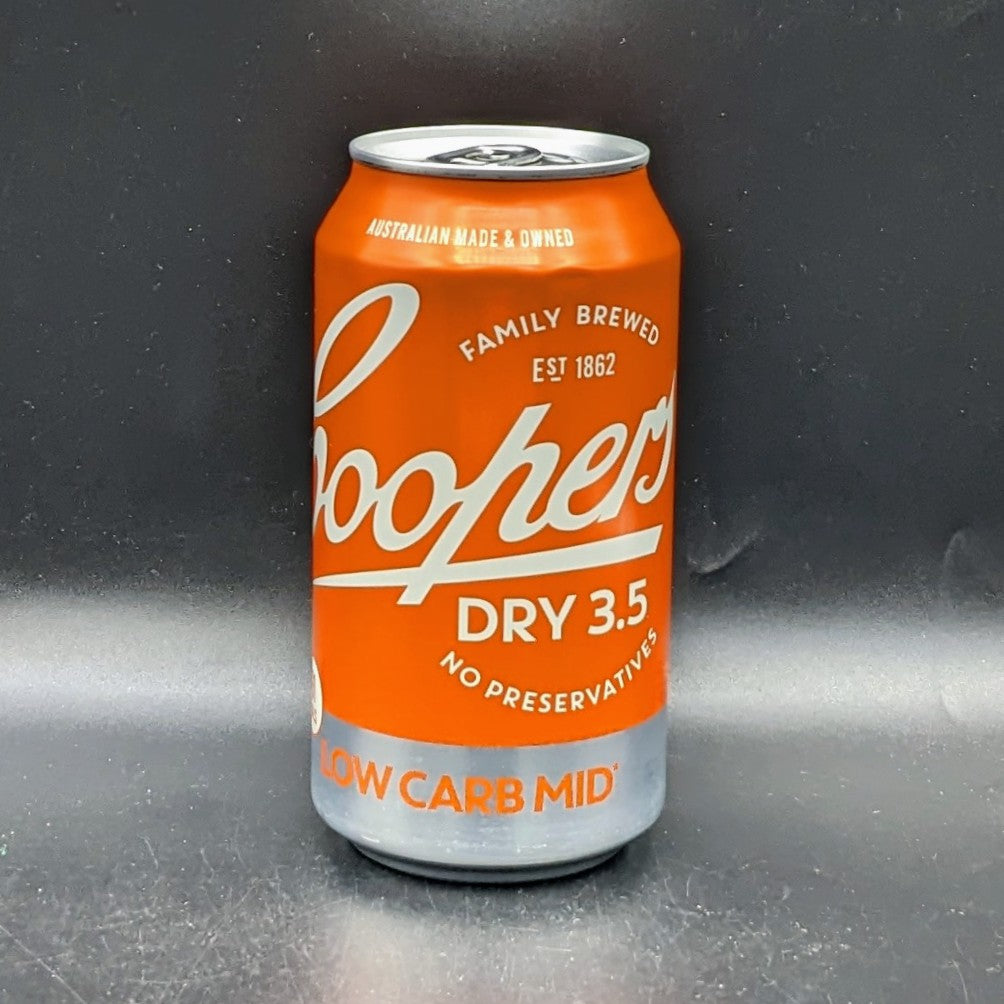 AUSTRALIAN MADE & OWNED
FAMILY BREWED
EST 1862
Coopers
DRY 3.5
NO PRESERVATIVES
LOW CARB MID*